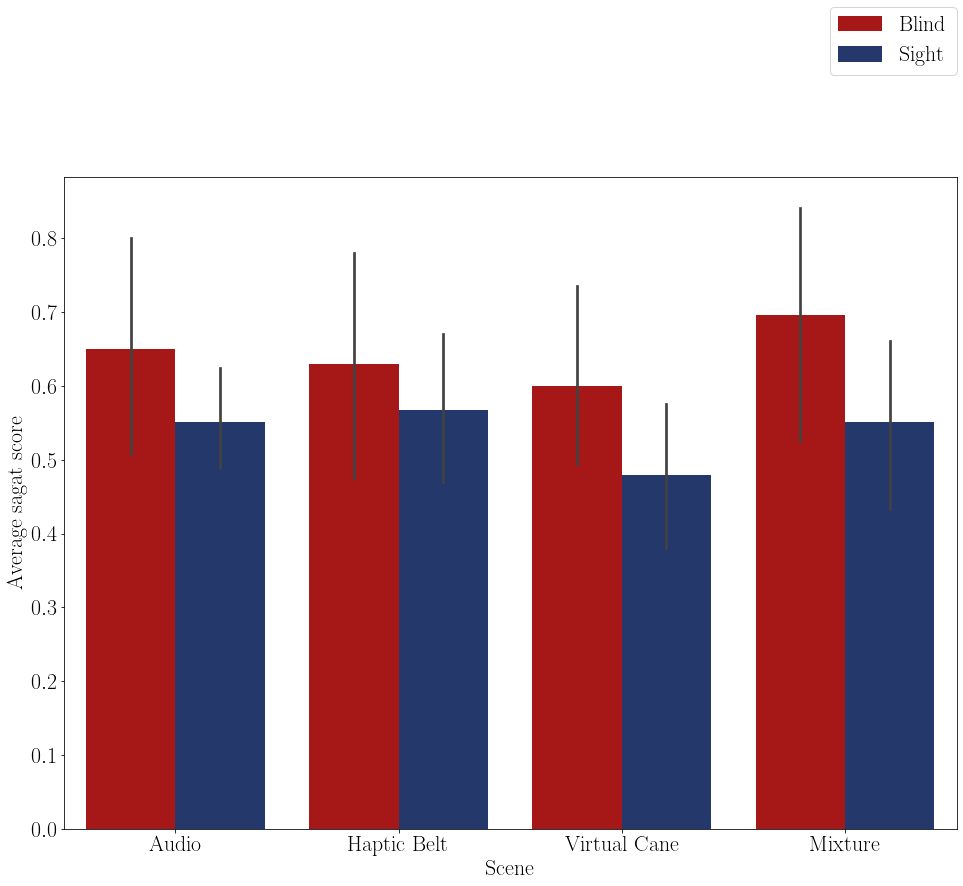 Blind
Sight
Average sagat score
0.8
0.7
0.6
0.5
0.4
0.3
0.2
0.1
0.0
Audio
Haptic Belt
Virtual Cane
Mixture
Scene